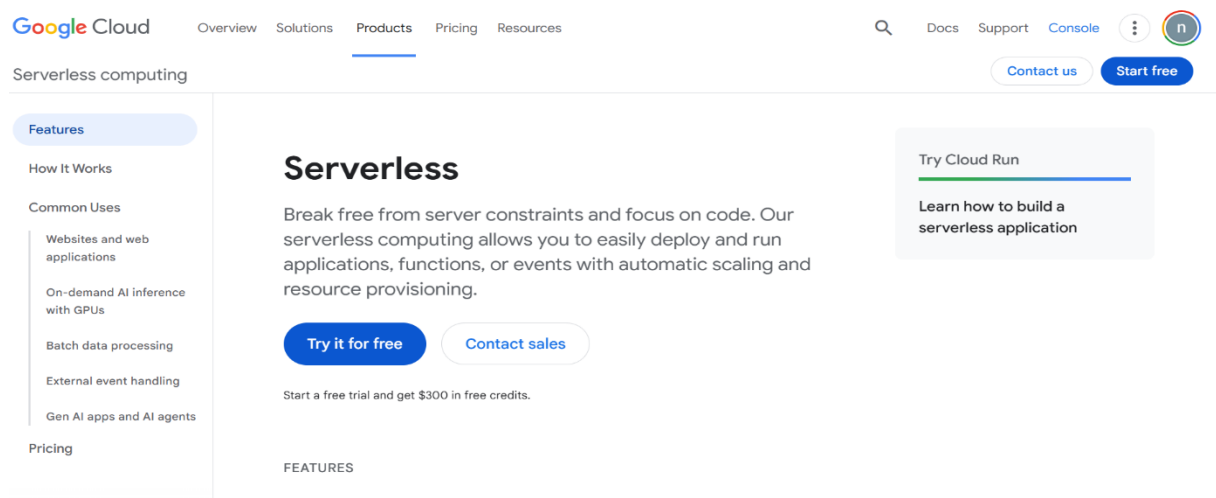 Google Cloud Overview Solutions Products Pricing Resources Docs Support Console n
Serverless computing Contact us Start free
Features
How It Works
Common Uses
Websites and web
applications
On-demand AI inference
with GPUs
Batch data processing
External event handling
Gen AI apps and AI agents
Pricing
Serverless
Break free from server constraints and focus on code. Our
serverless computing allows you to easily deploy and run
applications, functions, or events with automatic scaling and
resource provisioning.
Try it for free Contact sales
Start a free trial and get $300 in free credits.
FEATURES
Try Cloud Run
Learn how to build a
serverless application